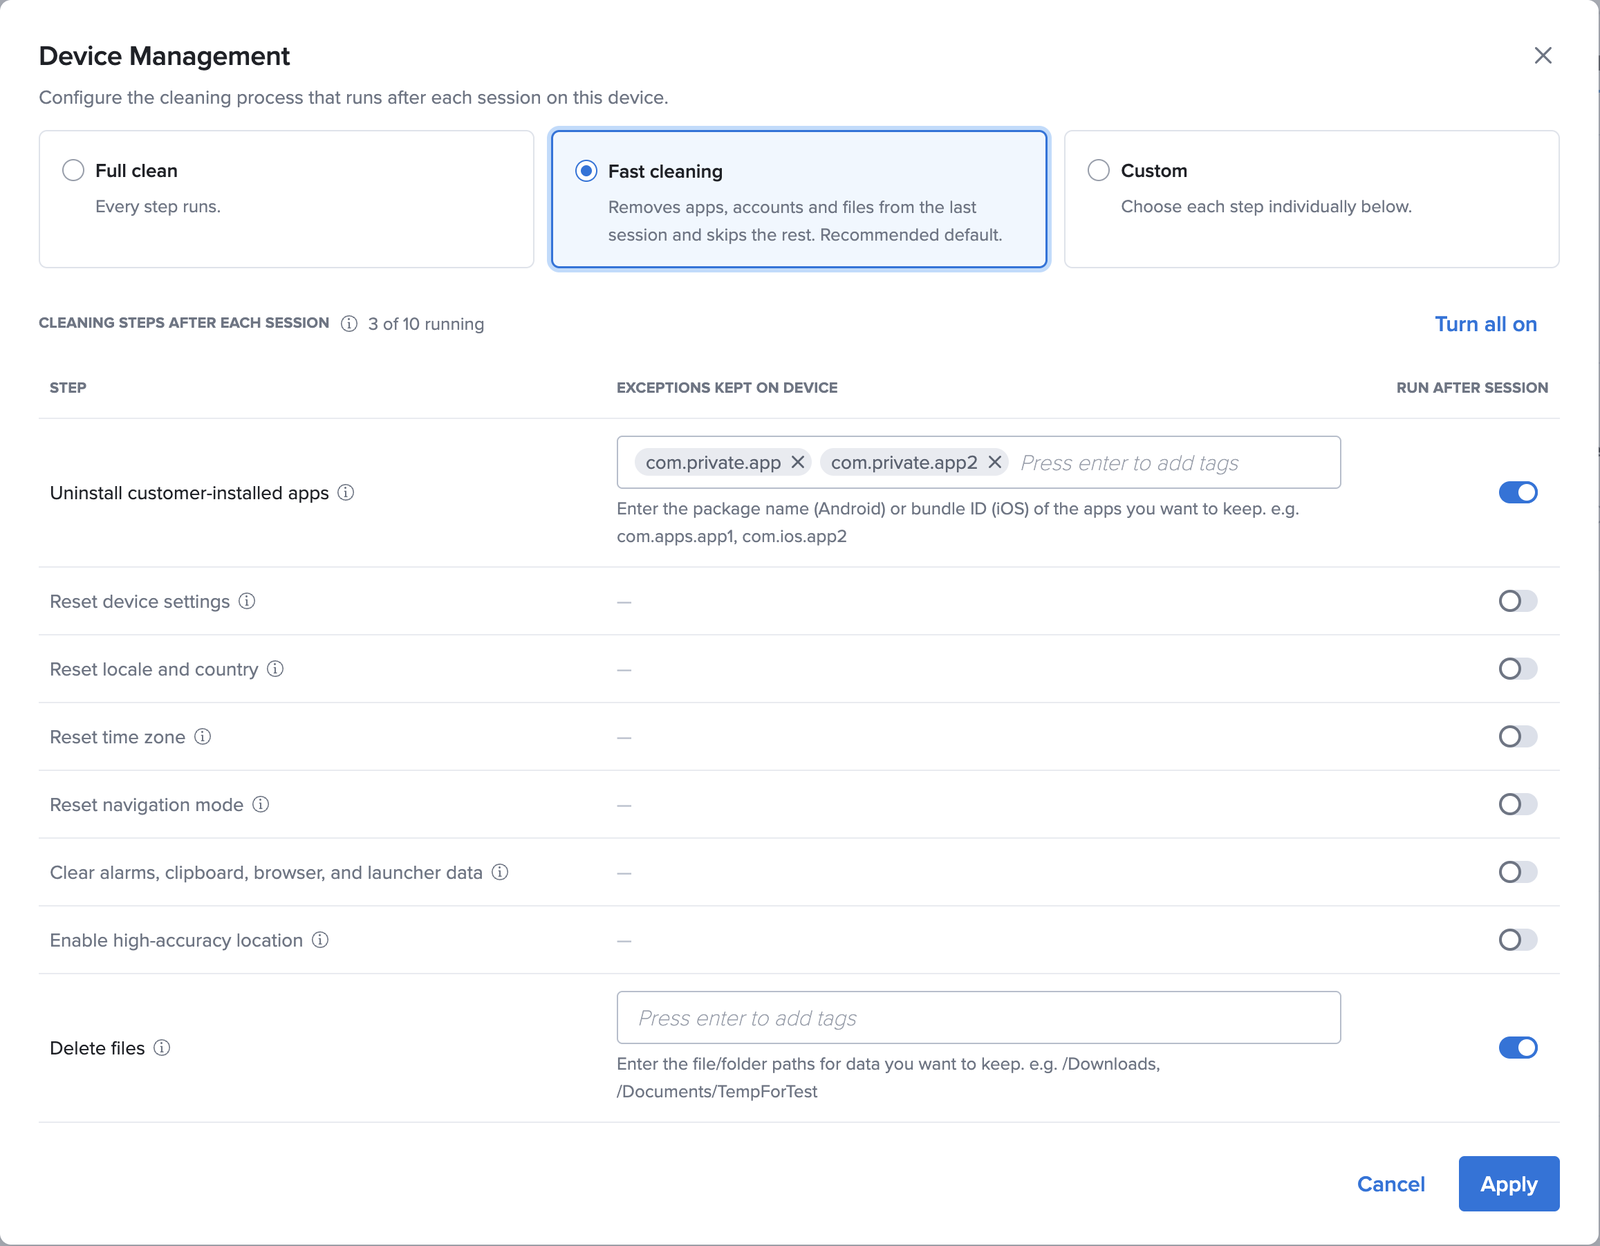 Device Management
Configure the cleaning process that runs after each session on this device.
Full clean
Every step runs.
Fast cleaning
Removes apps, accounts and files from the last
session and skips the rest. Recommended default.
Custom
Choose each step individually below.
CLEANING STEPS AFTER EACH SESSION 3 of 10 running
Turn all on
STEP
EXCEPTIONS KEPT ON DEVICE
RUN AFTER SESSION
Uninstall customer-installed apps
com.private.app com.private.app2 Press enter to add tags
Enter the package name (Android) or bundle ID (iOS) of the apps you want to keep. e.g.
com.apps.app1, com.ios.app2
Reset device settings —
Reset locale and country —
Reset time zone —
Reset navigation mode —
Clear alarms, clipboard, browser, and launcher data —
Enable high-accuracy location —
Delete files
Press enter to add tags
Enter the file/folder paths for data you want to keep. e.g. /Downloads,
/Documents/TempForTest
Cancel
Apply